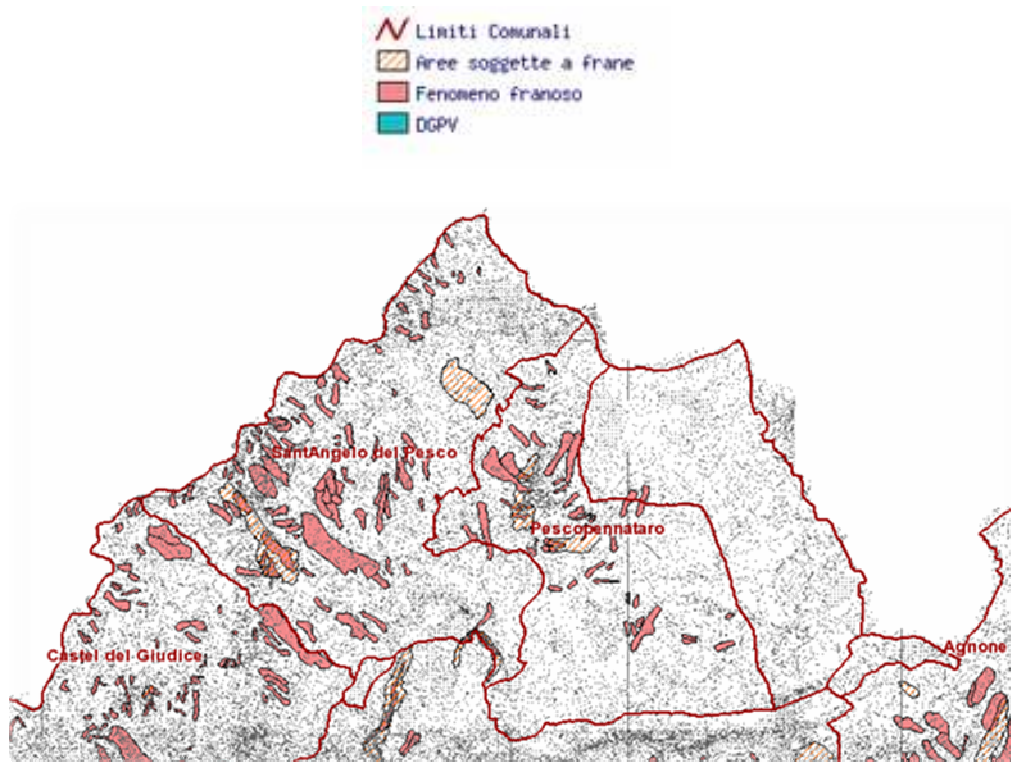 Limiti Comunali
Aree soggette a frane
Fenomeno franoso
DGPV
SantAngelo del Pesco
Pescopennataro
Castel del Giudice
Agnone